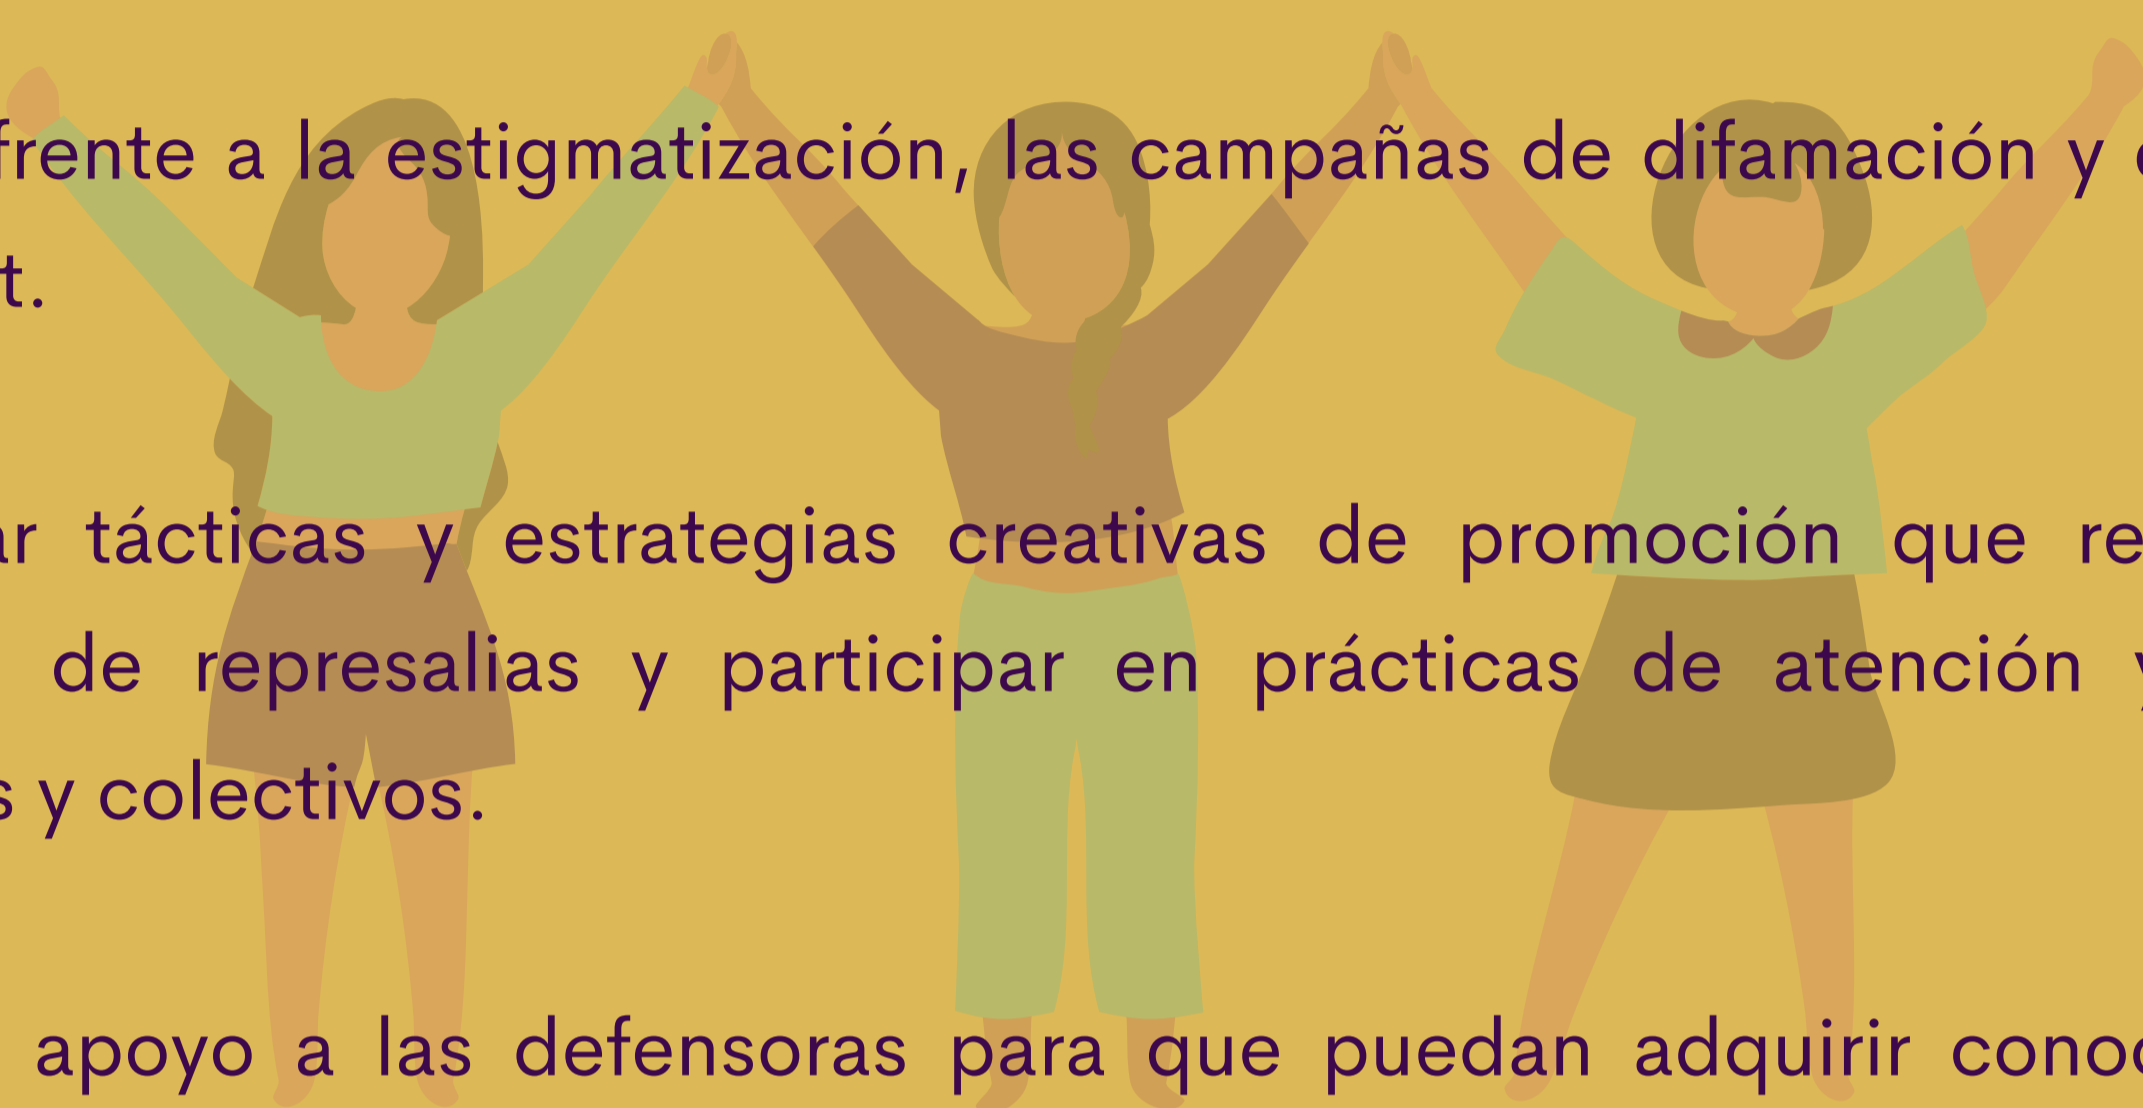 frente a la estigmatización, las campañas de difamación y
t.
ar tácticas y estrategias creativas de promoción que re
de represalias y participar en prácticas de atención y
s y colectivos.
apoyo a las defensoras para que puedan adquirir conoc